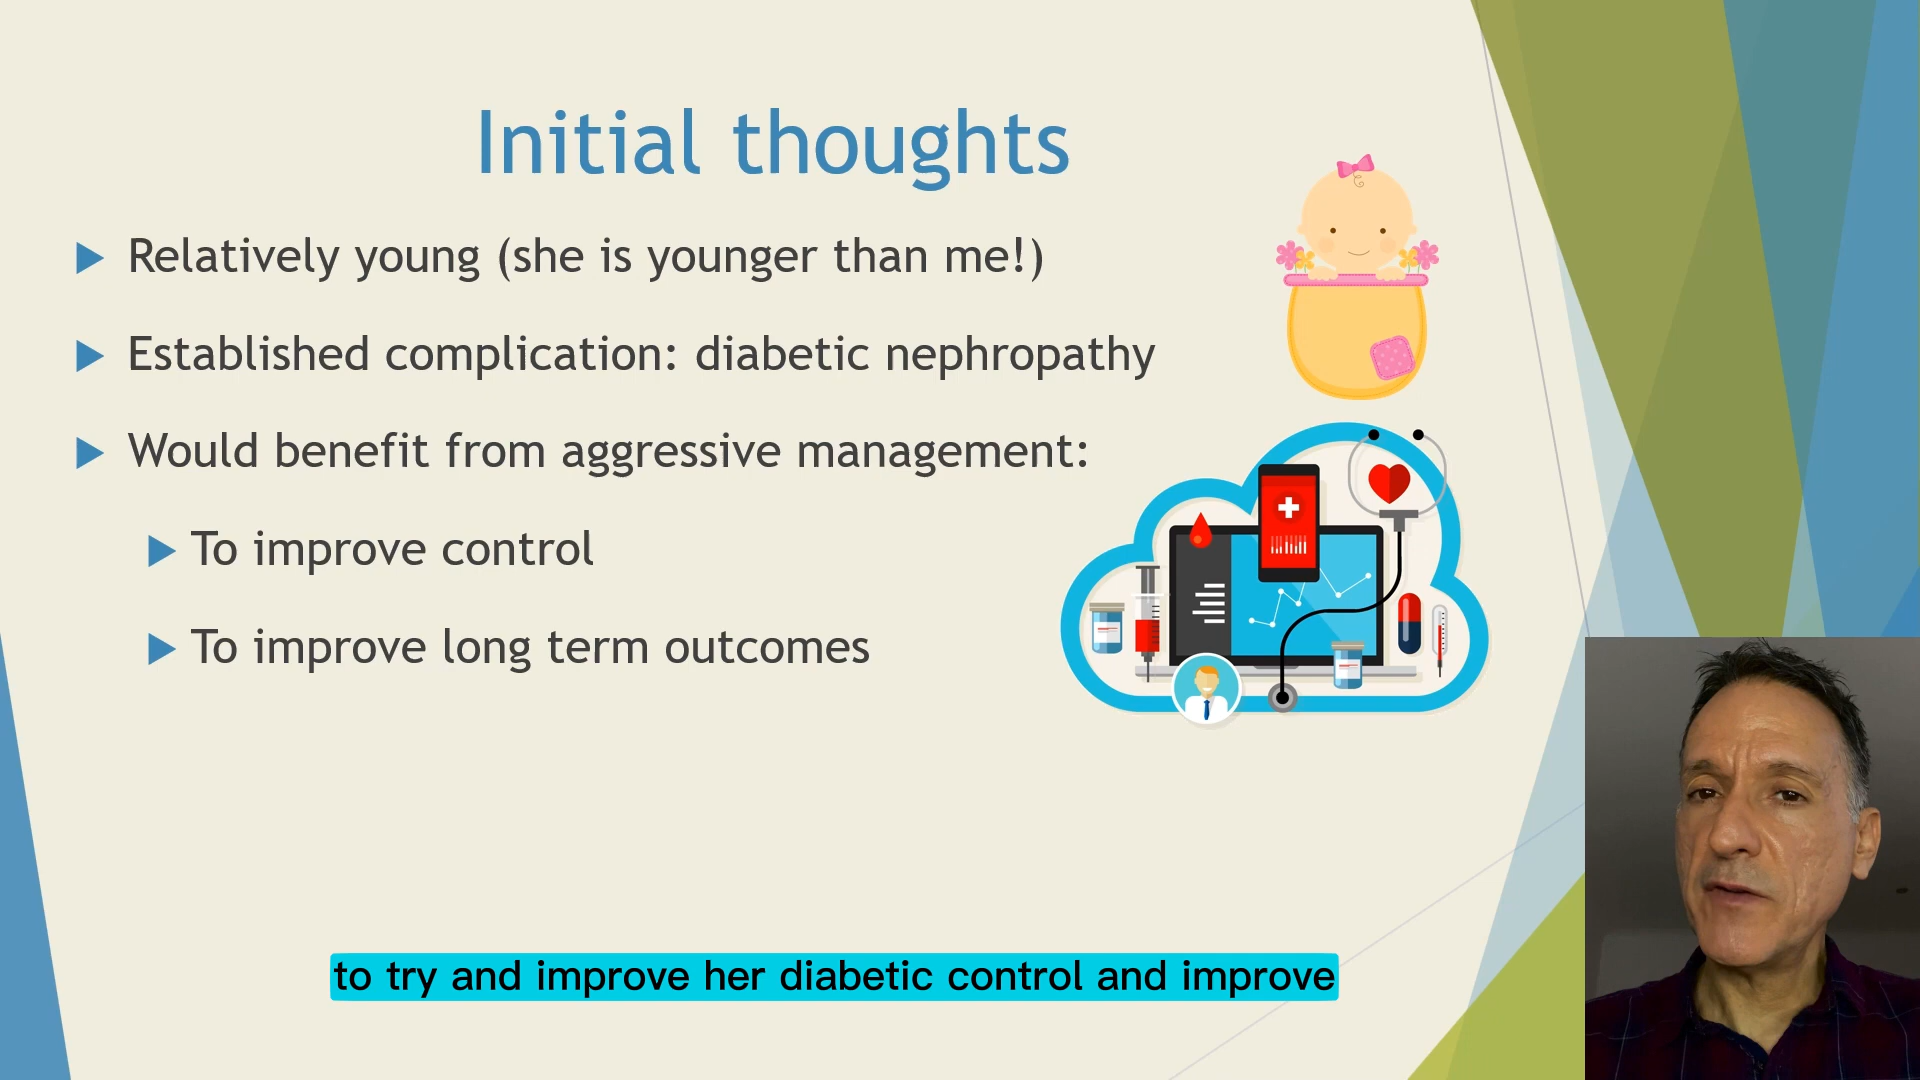 Initial thoughts
Relatively young (she is younger than me!)
Established complication: diabetic nephropathy
Would benefit from aggressive management:
To improve control
To improve long term outcomes
to try and improve her diabetic control and improve